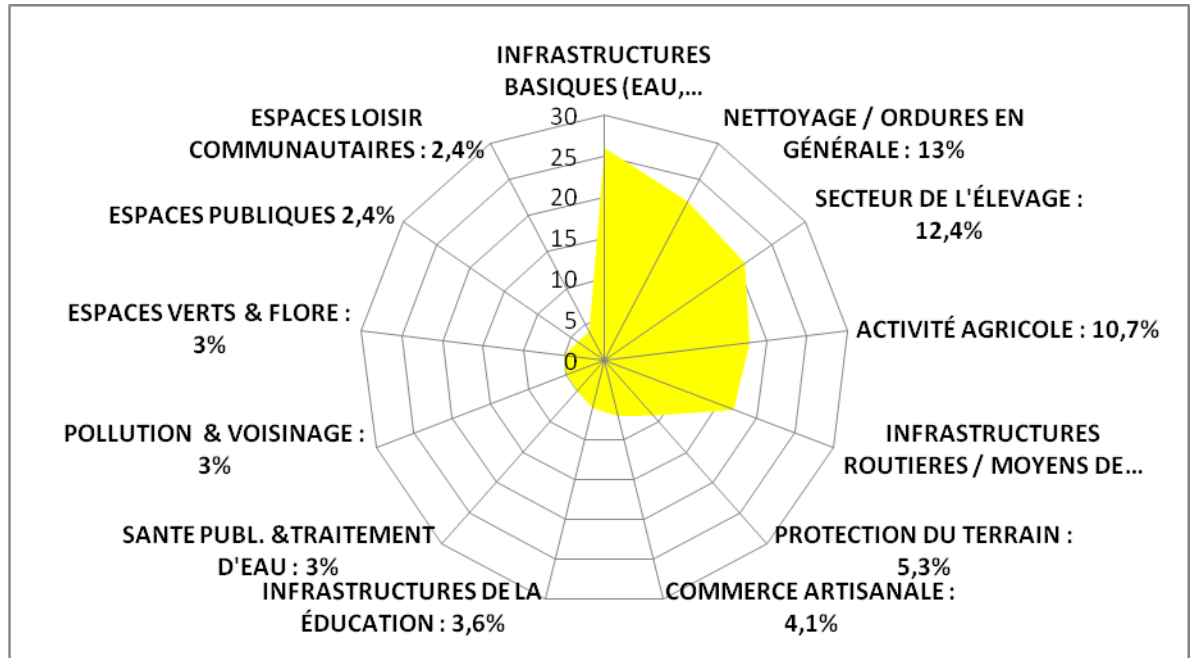 INFRASTRUCTURES
BASIQUES (EAU,...
NETTOYAGE / ORDURES EN
GÉNÉRALE : 13%
SECTEUR DE L'ÉLEVAGE :
12,4%
ACTIVITÉ AGRICOLE : 10,7%
INFRASTRUCTURES
ROUTIERES / MOYENS DE...
PROTECTION DU TERRAIN :
5,3%
COMMERCE ARTISANALE :
4,1%
INFRASTRUCTURES DE LA
ÉDUCATION : 3,6%
SANTE PUBL. &TRAITEMENT
D'EAU : 3%
POLLUTION & VOISINAGE :
3%
ESPACES VERTS & FLORE :
3%
ESPACES PUBLIQUES 2,4%
ESPACES LOISIR
COMMUNAUTAIRES : 2,4%
30
25
20
15
10
5
0